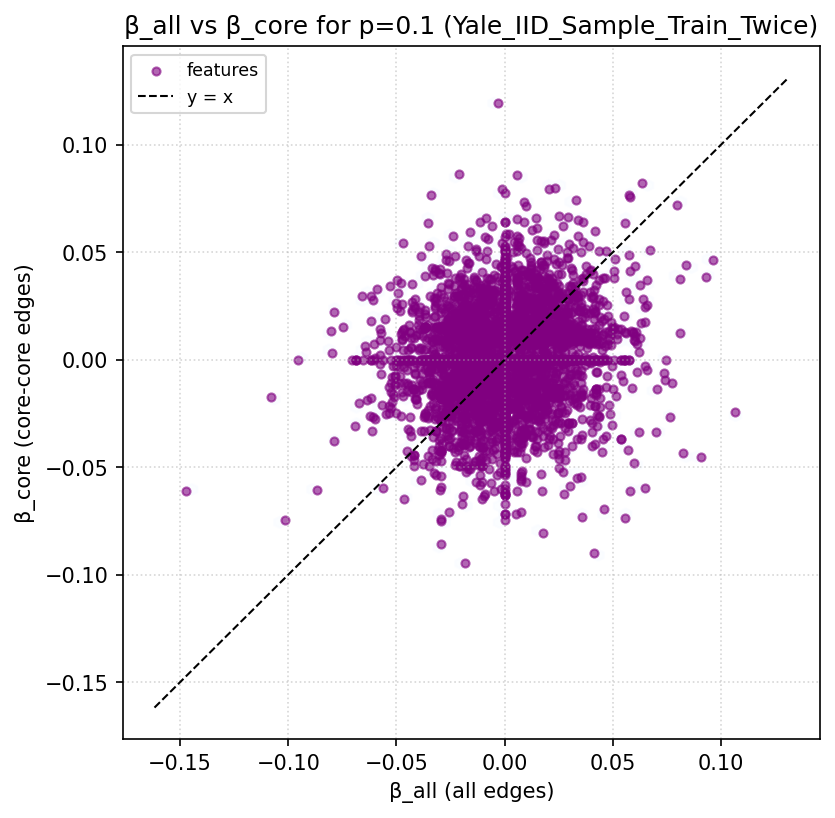 β_all vs β_core for p=0.1 (Yale_IID_Sample_Train_Twice)
features
y = x
0.10
0.05
0.00
−0.05
−0.10
−0.15
β_core (core-core edges)
−0.15
−0.10
−0.05
0.00
0.05
0.10
β_all (all edges)